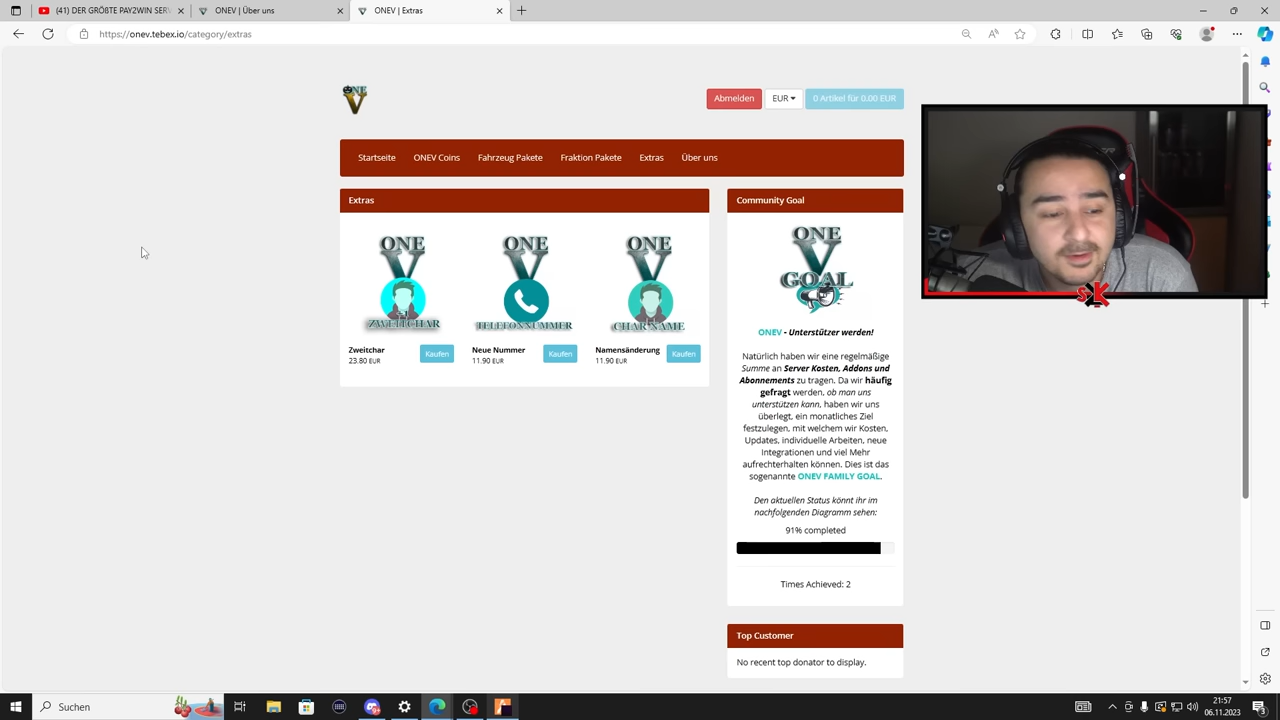 (41) DER GRÖßTE PAY2WIN SERV
ONEV | Über uns
ONEV | Extras
https://onev.tebex.io/category/extras
ONE V
Abmelden
EUR
0 Artikel für 0.00 EUR
Startseite
ONEV Coins
Fahrzeug Pakete
Fraktion Pakete
Extras
Über uns
Extras
ONE V
ZWEITCHAR
ONE V
TELEFONNUMMER
ONE V
CHAR NAME
Zweitchar
23.80 EUR
Kaufen
Neue Nummer
11.90 EUR
Kaufen
Namensänderung
11.90 EUR
Kaufen
Community Goal
ONE V
GOAL
ONEV - Unterstützer werden!
Natürlich haben wir eine regelmäßige
Summe an Server Kosten, Addons und
Abonnements zu tragen. Da wir häufig
gefragt werden, ob man uns
unterstützen kann, haben wir uns
überlegt, ein monatliches Ziel
festzulegen, mit welchem wir Kosten,
Updates, individuelle Arbeiten, neue
Integrationen und viel Mehr
aufrechterhalten können. Dies ist das
sogenannte ONEV FAMILY GOAL.
Den aktuellen Status könnt ihr im
nachfolgenden Diagramm sehen:
91% completed
Times Achieved: 2
Top Customer
No recent top donator to display.
SK
Suchen
21:57
06.11.2023